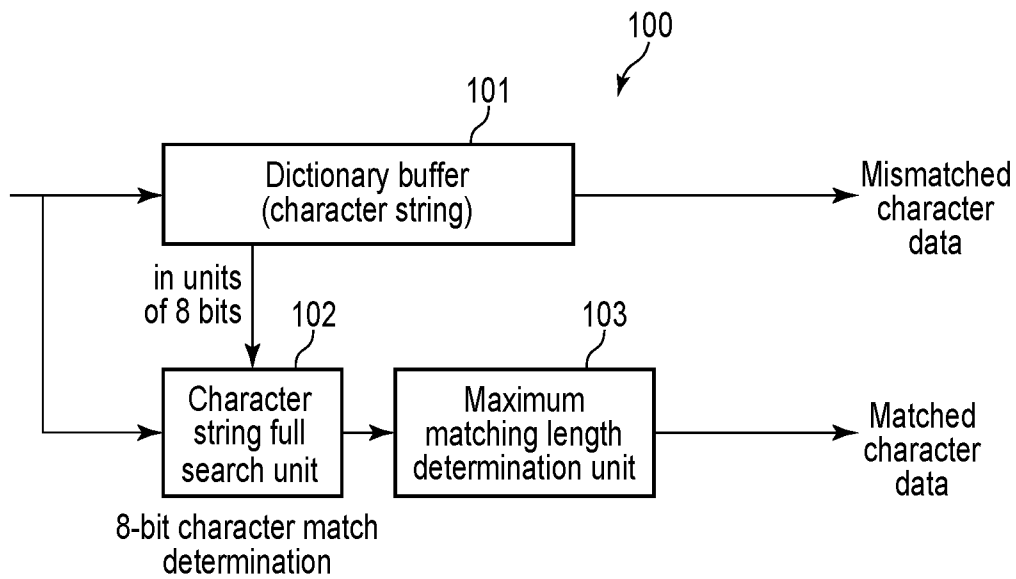 100
101
Dictionary buffer
(character string)
Mismatched
character
data
in units
of 8 bits
102
103
Character
string full
search unit
Maximum
matching length
determination unit
Matched
character
data
8-bit character match
determination